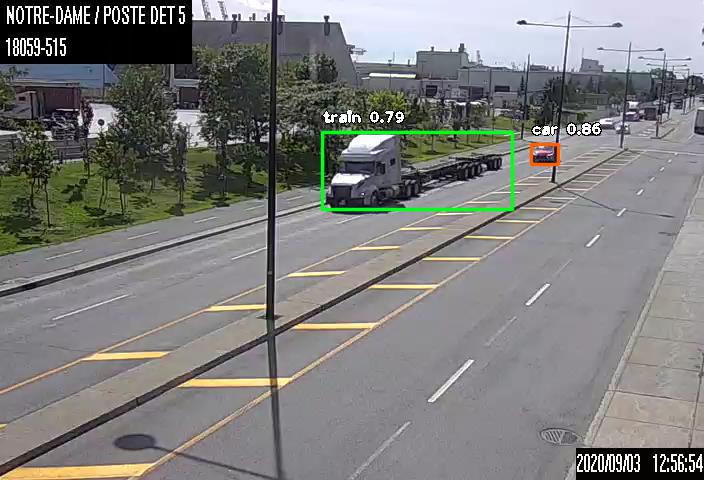 NOTRE-DAME / POSTE DET 5
18059-515
train 0.79
car 0.86
2020/09/03 12:56:54